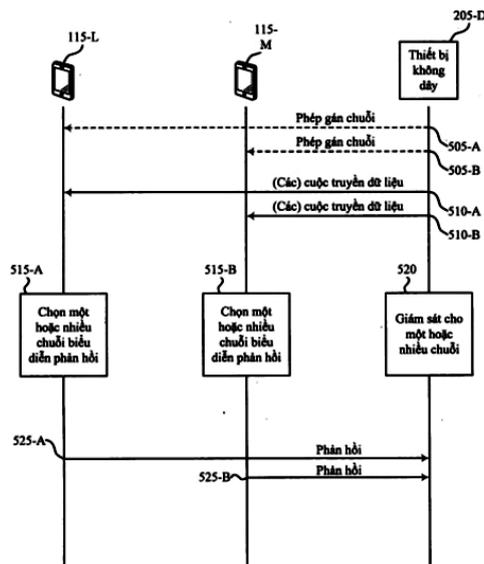 115-L
115-
M
205-D
Thiết bị
không
dây
Phép gán chuỗi
505-A
Phép gán chuỗi
505-B
(Các) cuộc truyền dữ liệu
510-A
(Các) cuộc truyền dữ liệu
510-B
515-A
Chọn một
hoặc nhiều
chuỗi biểu
diễn phản hồi
515-B
Chọn một
hoặc nhiều
chuỗi biểu
diễn phản hồi
520
Giám sát cho
một hoặc
nhiều chuỗi
525-A
Phản hồi
525-B
Phản hồi